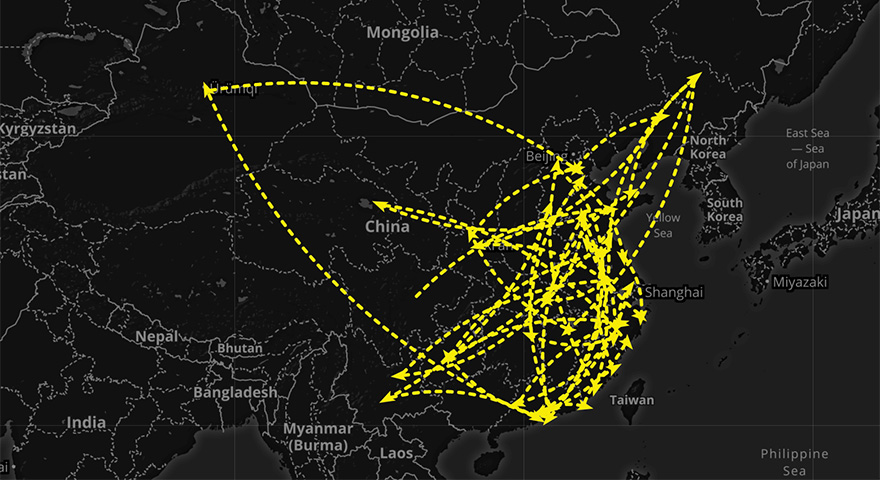 Mongolia
Ürümqi
Kyrgyzstan
stan
Beijing
North
Korea
East Sea
— Sea
of Japan
South
Korea
Yellow
Sea
Japan
China
Miyazaki
Shanghai
Nepal
Bhutan
Bangladesh
India
Myanmar
(Burma)
Laos
Taiwan
Philippine
Sea
ai